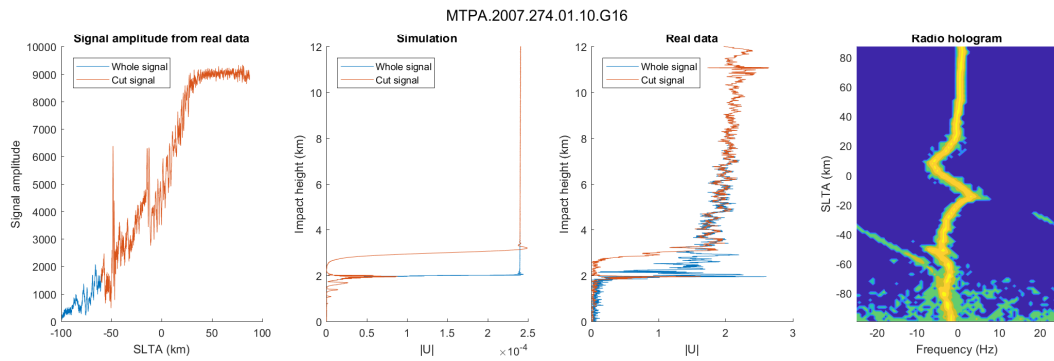 MTPA.2007.274.01.10.G16
Signal amplitude from real data
Whole signal
Cut signal
10000
9000
8000
7000
6000
5000
4000
3000
2000
1000
0
-100
-50
0
50
100
Signal amplitude
SLTA (km)
Simulation
Whole signal
Cut signal
12
10
8
6
4
2
0
0
0.5
1
1.5
2
2.5
×10⁻⁴
Impact height (km)
|U|
Real data
Whole signal
Cut signal
12
10
8
6
4
2
0
0
1
2
3
Impact height (km)
|U|
Radio hologram
80
60
40
20
0
-20
-40
-60
-80
-20
-10
0
10
20
SLTA (km)
Frequency (Hz)